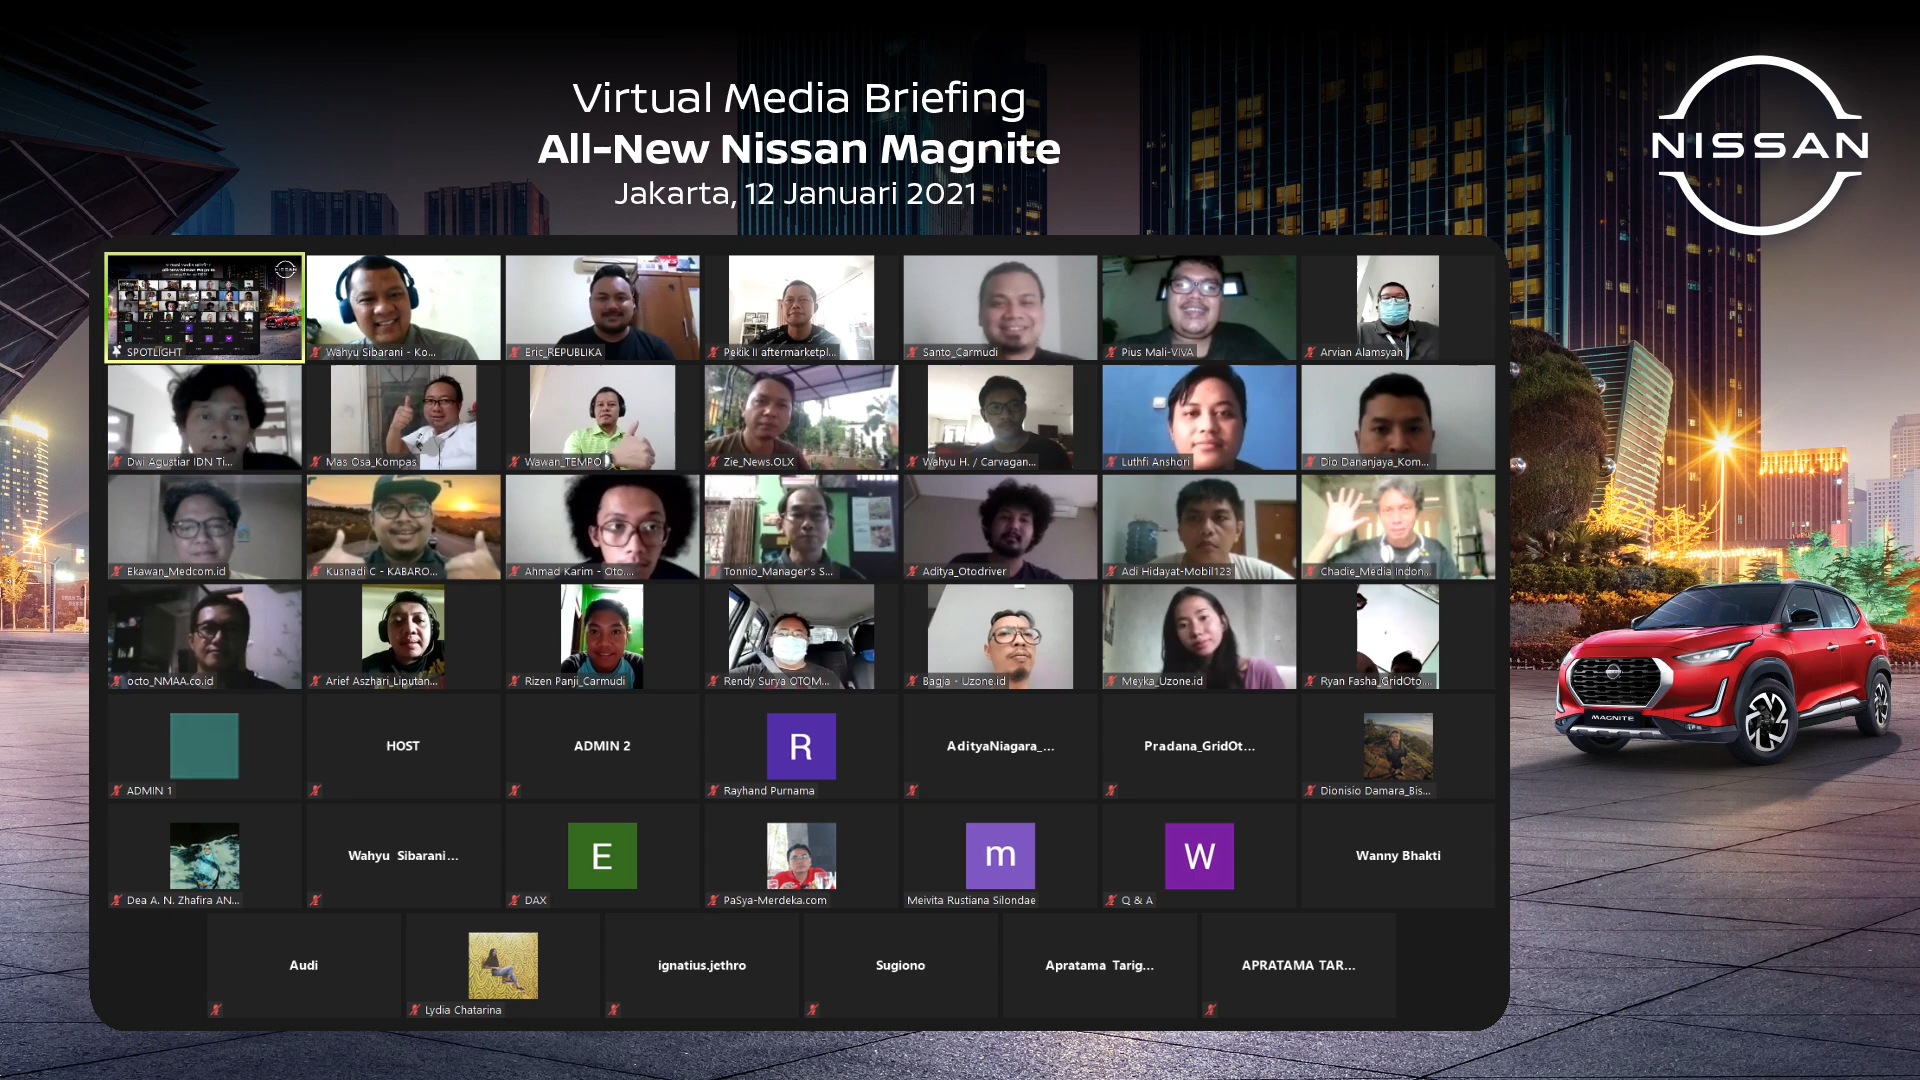 Virtual Media Briefing
All-New Nissan Magnite
Jakarta, 12 Januari 2021
NISSAN
SPOTLIGHT
Wahyu Sibarani - Ko...
Eric_REPUBLIKA
Pekik II aftermarketpl...
Santo_Carmudi
Pius Mali-VIVA
Arvian Alamsyah
Dwi Agustiar IDN Ti...
Mas Osa_Kompas
Wawan_TEMPO
Zie_News.OLX
Wahyu H. / Carvagan...
Luthfi Anshori
Dio Dananjaya_Kom...
Ekawan_Medcom.id
Kusnadi C - KABARO...
Ahmad Karim - Oto....
Tonnio_Manager's S...
Aditya_Otodriver
Adi Hidayat-Mobil123
Chadie_Media Indon...
octo_NMAA.co.id
Arief Aszhari_Liputan...
Rizen Panji_Carmudi
Rendy Surya OTOM...
Bagja - Uzone.id
Meyka_Uzone.id
Ryan Fasha_GridOto....
MAGNITE
ADMIN 1
HOST
ADMIN 2
R
Rayhand Purnama
AdityaNiagara_...
Pradana_GridOt...
Dionisio Damara_Bis...
Dea A. N. Zhafira AN...
Wahyu Sibarani...
E
DAX
PaSya-Merdeka.com
m
Meivita Rustiana Silondae
W
Q & A
Wanny Bhakti
Audi
Lydia Chatarina
ignatius.jethro
Sugiono
Apratama Tarig...
APRATAMA TAR...